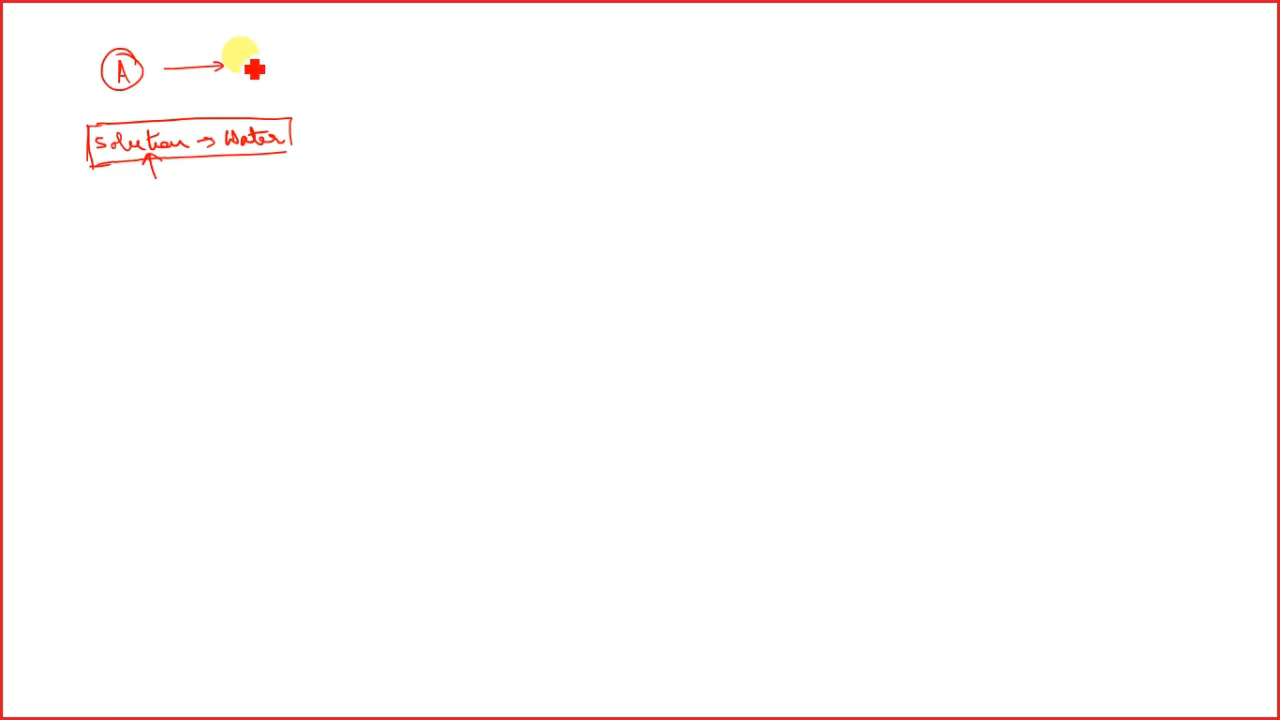 A →
Solution → Water